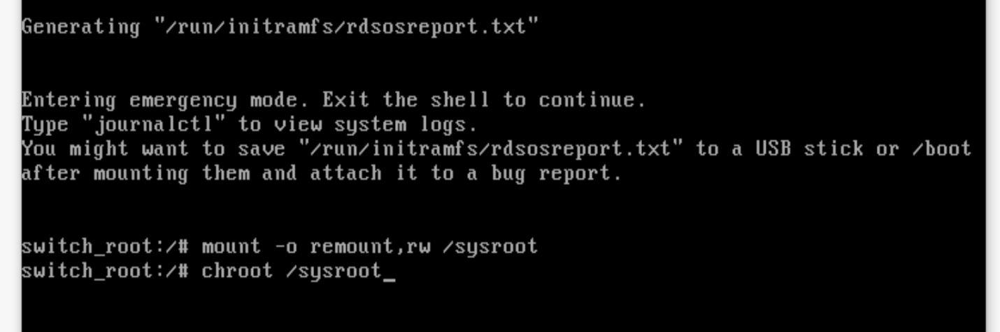 Generating "/run/initramfs/rdsosreport.txt"
Entering emergency mode. Exit the shell to continue.
Type "journalctl" to view system logs.
You might want to save "/run/initramfs/rdsosreport.txt" to a USB stick or /boot
after mounting them and attach it to a bug report.
switch_root:/# mount -o remount,rw /sysroot
switch_root:/# chroot /sysroot_